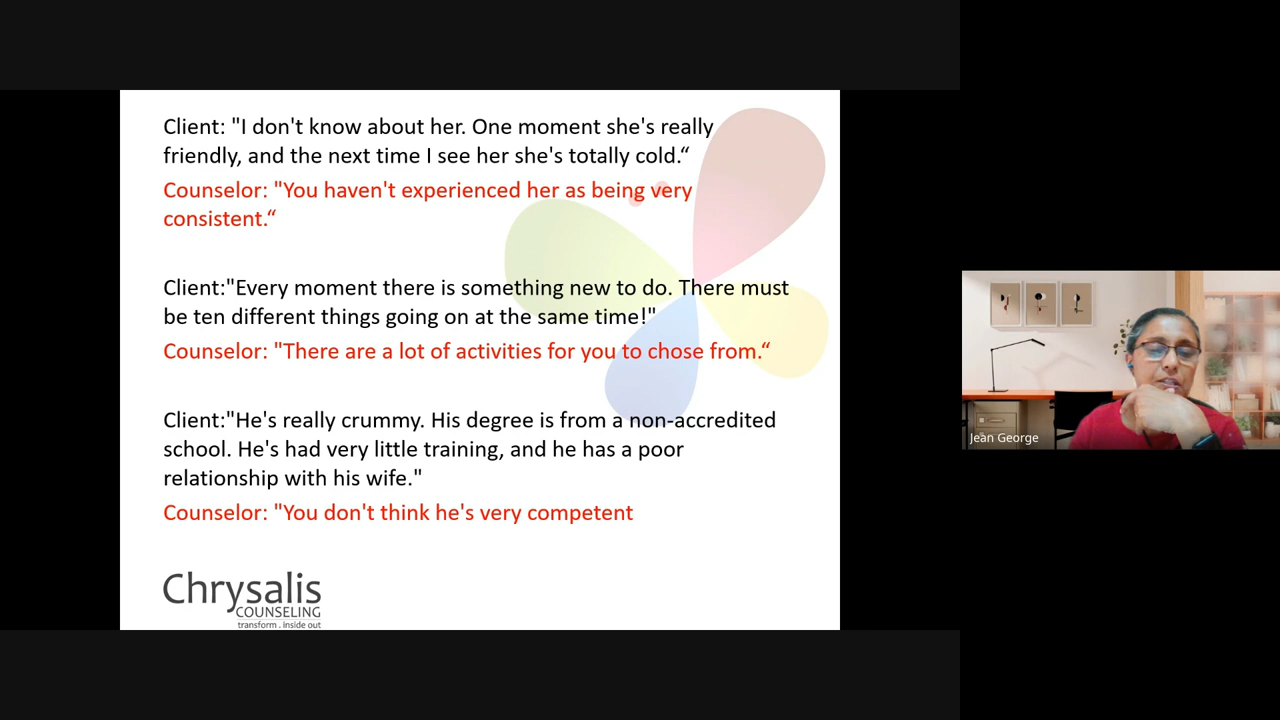 Client: "I don't know about her. One moment she's really
friendly, and the next time I see her she's totally cold.“
Counselor: "You haven't experienced her as being very
consistent.“
Client:"Every moment there is something new to do. There must
be ten different things going on at the same time!"
Counselor: "There are a lot of activities for you to chose from.“
Client:"He's really crummy. His degree is from a non-accredited
school. He's had very little training, and he has a poor
relationship with his wife."
Counselor: "You don't think he's very competent
Chrysalis
COUNSELING
transform . inside out
Jean George